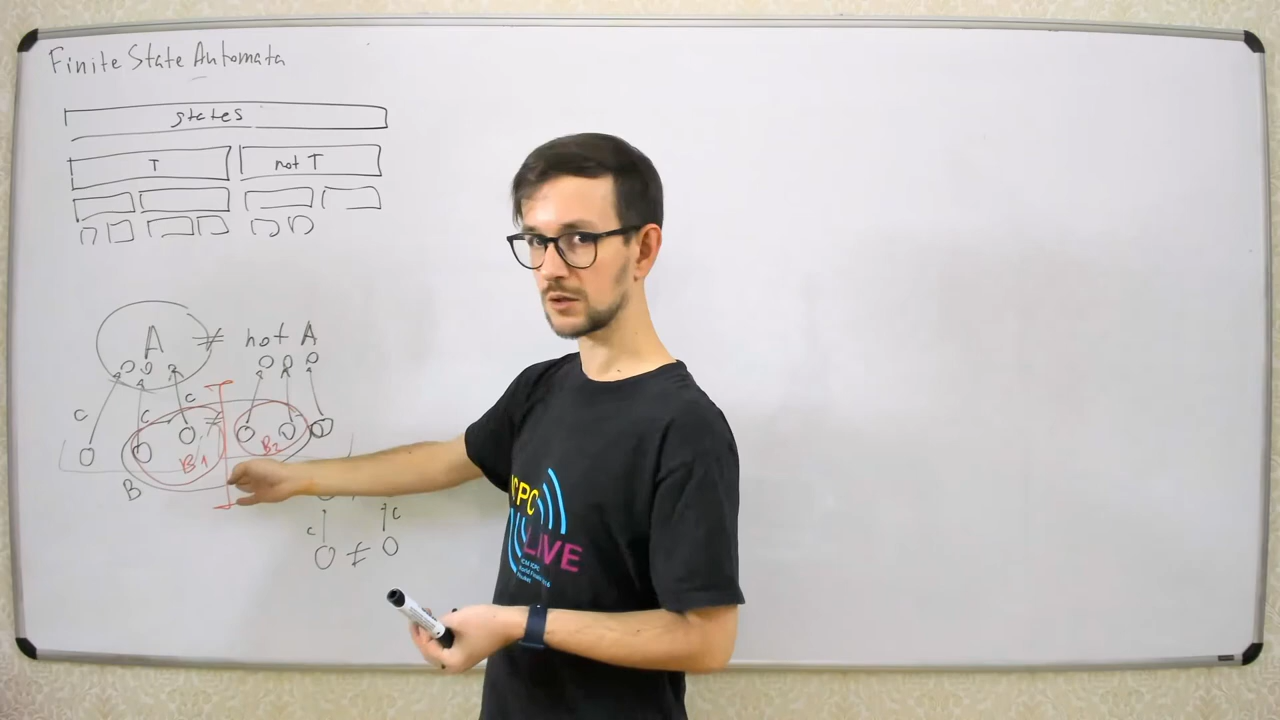 Finite State Automata
states
T not T
A ≠ not A
C C C
≠
B1 B2
B
C C
≠
ICPC
LIVE